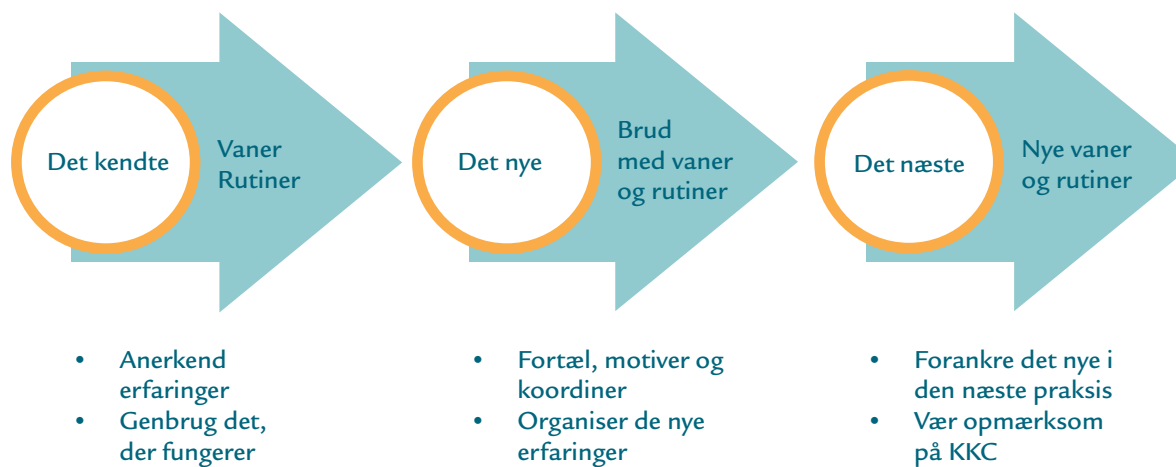 Det kendte
Vaner
Rutiner
Det nye
Brud
med vaner
og rutiner
Det næste
Nye vaner
og rutiner
• Anerkend
erfaringer
• Genbrug det,
der fungerer
• Fortæl, motiver og
koordiner
• Organiser de nye
erfaringer
• Forankre det nye i
den næste praksis
• Vær opmærksom
på KKC